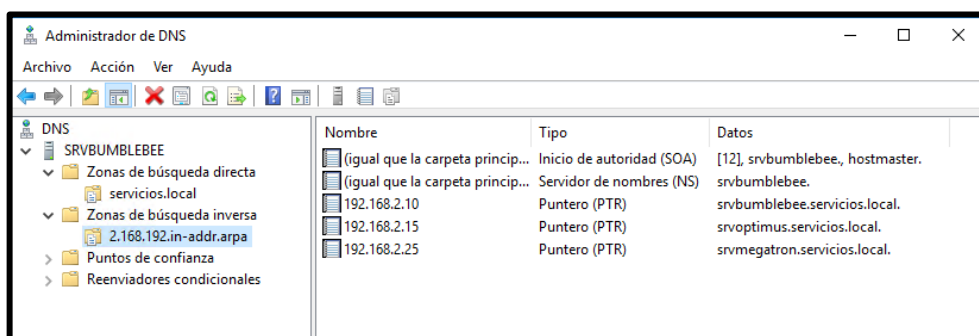 Administrador de DNS
Archivo Acción Ver Ayuda
DNS
SRVBUMBLEBEE
Zonas de búsqueda directa
servicios.local
Zonas de búsqueda inversa
2.168.192.in-addr.arpa
Puntos de confianza
Reenviadores condicionales
Nombre Tipo Datos
(igual que la carpeta princip... Inicio de autoridad (SOA) [12], srvbumblebee., hostmaster.
(igual que la carpeta princip... Servidor de nombres (NS) srvbumblebee.
192.168.2.10 Puntero (PTR) srvbumblebee.servicios.local.
192.168.2.15 Puntero (PTR) srvoptimus.servicios.local.
192.168.2.25 Puntero (PTR) srvmegatron.servicios.local.